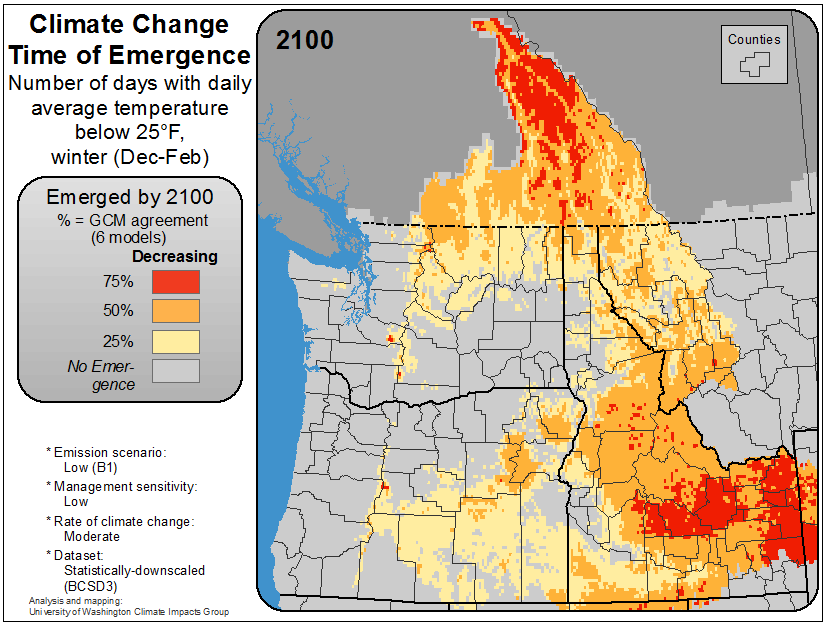 Climate Change
Time of Emergence
Number of days with daily
average temperature
below 25°F,
winter (Dec-Feb)
Emerged by 2100
% = GCM agreement
(6 models)
Decreasing
75%
50%
25%
No Emer-
gence
* Emission scenario:
Low (B1)
* Management sensitivity:
Low
* Rate of climate change:
Moderate
* Dataset:
Statistically-downscaled
(BCSD3)
Analysis and mapping:
University of Washington Climate Impacts Group
2100
Counties